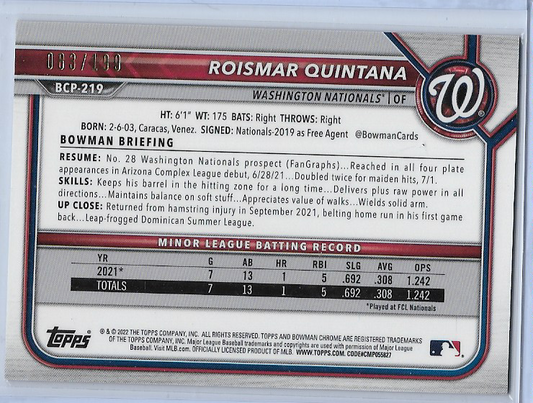 ROISMAR QUINTANA
BCP-219
WASHINGTON NATIONALS® | OF
W
HT: 6'1" WT: 175 BATS: Right THROWS: Right
BORN: 2-6-03, Caracas, Venez. SIGNED: Nationals-2019 as Free Agent @BowmanCards
BOWMAN BRIEFING
RESUME: No. 28 Washington Nationals prospect (FanGraphs)...Reached in all four plate
appearances in Arizona Complex League debut, 6/28/21...Doubled twice for maiden hits, 7/1.
SKILLS: Keeps his barrel in the hitting zone for a long time...Delivers plus raw power in all
directions...Maintains balance on soft stuff...Appreciates value of walks...Wields solid arm.
UP CLOSE: Returned from hamstring injury in September 2021, belting home run in his first game
back...Leap-frogged Dominican Summer League.
MINOR LEAGUE BATTING RECORD
YR G AB HR RBI SLG AVG OPS
2021* 7 13 1 5 .692 .308 1.242
TOTALS 7 13 1 5 .692 .308 1.242
*Played at FCL Nationals
Topps
® & © 2022 THE TOPPS COMPANY, INC. ALL RIGHTS RESERVED. TOPPS AND BOWMAN CHROME ARE REGISTERED TRADEMARKS
OF THE TOPPS COMPANY, INC. Major League Baseball trademarks and copyrights are used with permission of Major League
Baseball. Visit MLB.com. OFFICIALLY LICENSED PRODUCT OF MLB. WWW.TOPPS.COM. CODE#CMP055827